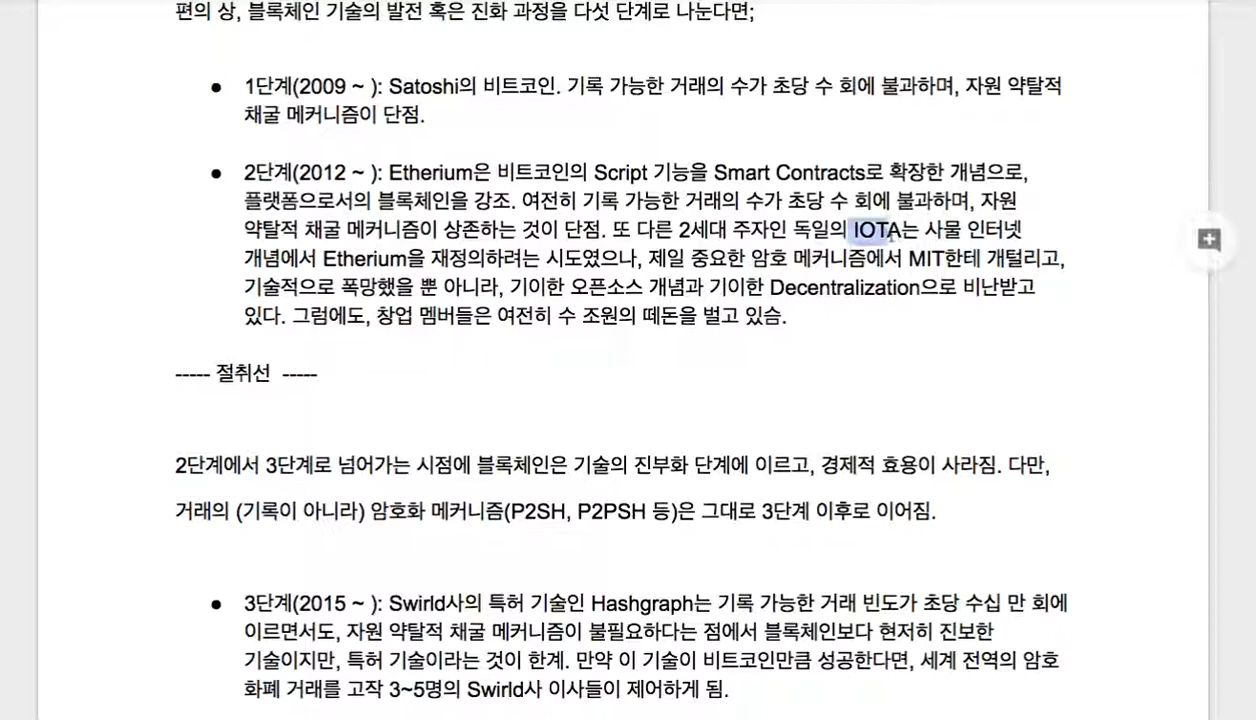 편의 상, 블록체인 기술의 발전 혹은 진화 과정을 다섯 단계로 나눈다면;
● 1단계(2009 ~ ): Satoshi의 비트코인. 기록 가능한 거래의 수가 초당 수 회에 불과하며, 자원 약탈적
채굴 메커니즘이 단점.
● 2단계(2012 ~ ): Etherium은 비트코인의 Script 기능을 Smart Contracts로 확장한 개념으로,
플랫폼으로서의 블록체인을 강조. 여전히 기록 가능한 거래의 수가 초당 수 회에 불과하며, 자원
약탈적 채굴 메커니즘이 상존하는 것이 단점. 또 다른 2세대 주자인 독일의 IOTA는 사물 인터넷
개념에서 Etherium을 재정의하려는 시도였으나, 제일 중요한 암호 메커니즘에서 MIT한테 개털리고,
기술적으로 폭망했을 뿐 아니라, 기이한 오픈소스 개념과 기이한 Decentralization으로 비난받고
있다. 그럼에도, 창업 멤버들은 여전히 수 조원의 떼돈을 벌고 있슴.
----- 절취선 -----
2단계에서 3단계로 넘어가는 시점에 블록체인은 기술의 진부화 단계에 이르고, 경제적 효용이 사라짐. 다만,
거래의 (기록이 아니라) 암호화 메커니즘(P2SH, P2PSH 등)은 그대로 3단계 이후로 이어짐.
● 3단계(2015 ~ ): Swirld사의 특허 기술인 Hashgraph는 기록 가능한 거래 빈도가 초당 수십 만 회에
이르면서도, 자원 약탈적 채굴 메커니즘이 불필요하다는 점에서 블록체인보다 현저히 진보한
기술이지만, 특허 기술이라는 것이 한계. 만약 이 기술이 비트코인만큼 성공한다면, 세계 전역의 암호
화폐 거래를 고작 3~5명의 Swirld사 이사들이 제어하게 됨.